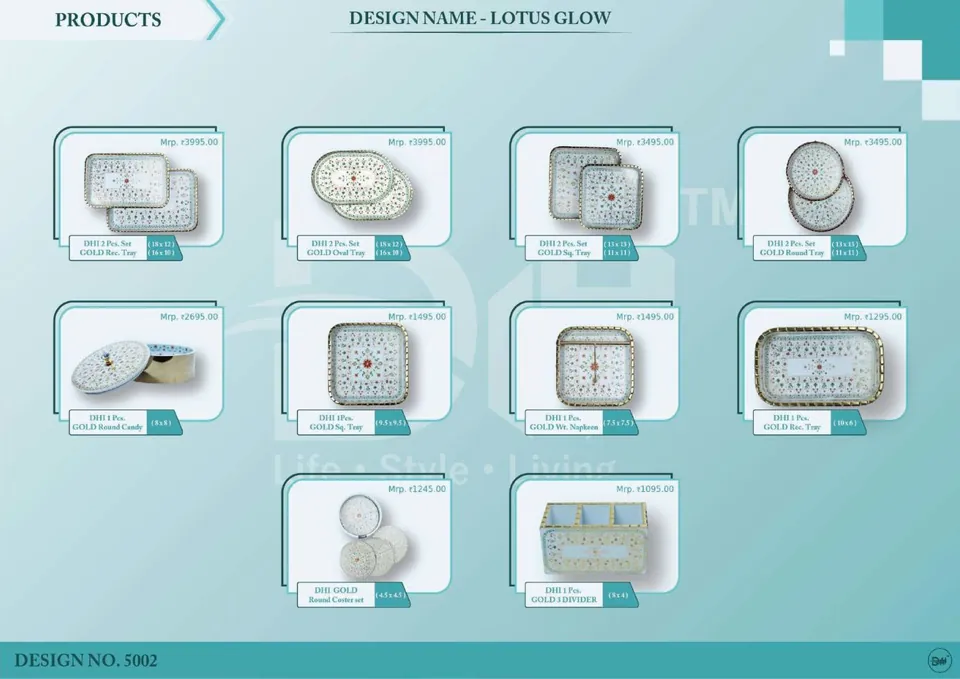 PRODUCTS
DESIGN NAME - LOTUS GLOW
Mrp. ₹3995.00
DHI 2 Pcs. Set
GOLD Rec. Tray
( 18 x 12 )
( 16 x 10 )
Mrp. ₹3995.00
DHI 2 Pcs. Set
GOLD Oval Tray
( 18 x 12 )
( 16 x 10 )
Mrp. ₹3495.00
DHI 2 Pcs. Set
GOLD Sq. Tray
( 13 x 13 )
( 11 x 11 )
Mrp. ₹3495.00
DHI 2 Pcs. Set
GOLD Round Tray
( 13 x 13 )
( 11 x 11 )
TM
Mrp. ₹2695.00
DHI 1 Pcs.
GOLD Round Candy
( 8 x 8 )
Mrp. ₹1495.00
DHI 1Pcs.
GOLD Sq. Tray
( 9.5 x 9.5 )
Mrp. ₹1495.00
DHI 1 Pcs.
GOLD Wt. Napkeen
( 7.5 x 7.5 )
Mrp. ₹1295.00
DHI 1 Pcs.
GOLD Rec. Tray
( 10 x 6 )
Life • Style • Living
Mrp. ₹1245.00
DHI GOLD
Round Coster set
( 4.5 x 4.5 )
Mrp. ₹1095.00
DHI 1 Pcs.
GOLD 3 DIVIDER
( 8 x 4 )
DESIGN NO. 5002